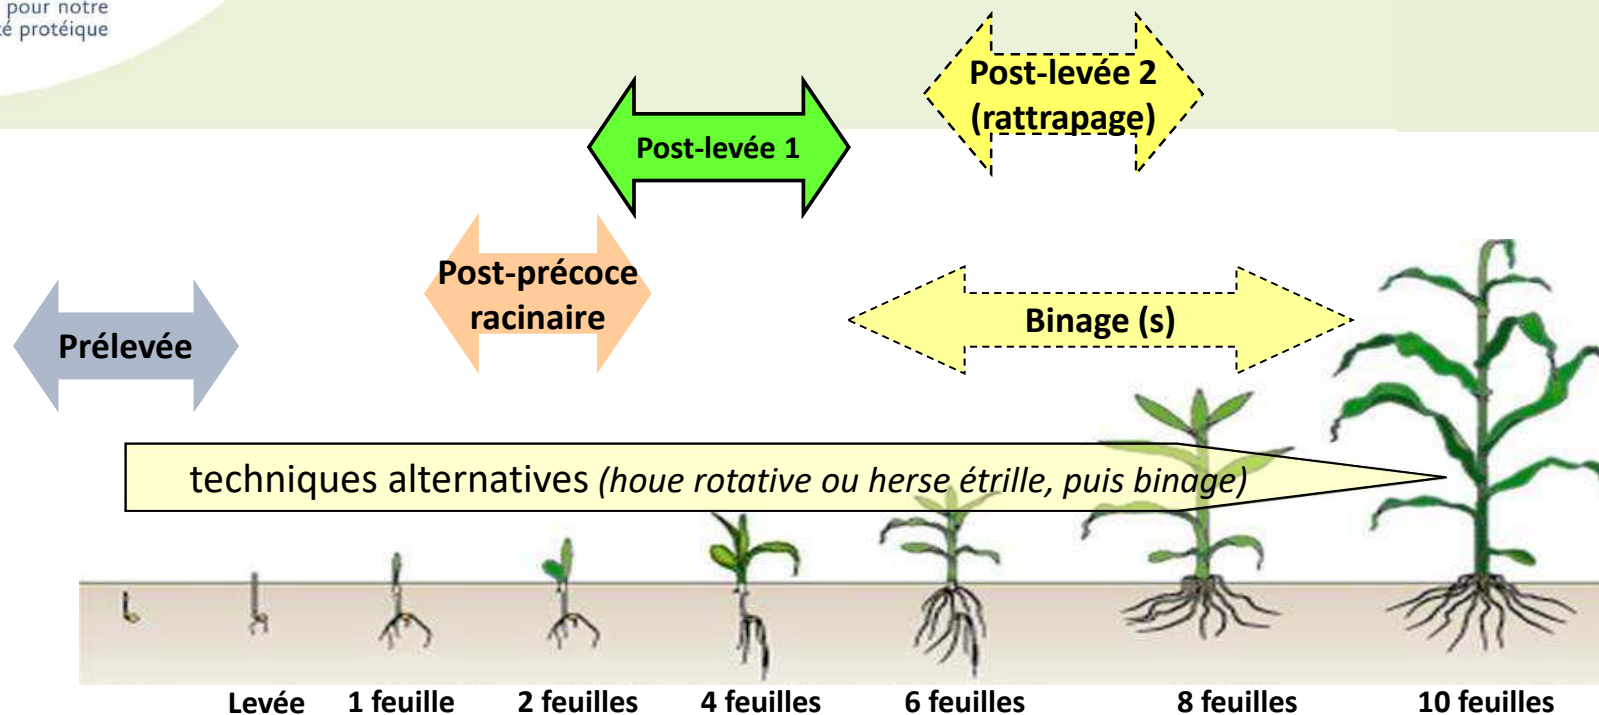 pour notre
té protéique
Post-levée 2
(rattrapage)
Post-levée 1
Post-précoce
racinaire
Binage (s)
Prélevée
techniques alternatives (houe rotative ou herse étrille, puis binage)
Levée 1 feuille 2 feuilles 4 feuilles 6 feuilles 8 feuilles 10 feuilles